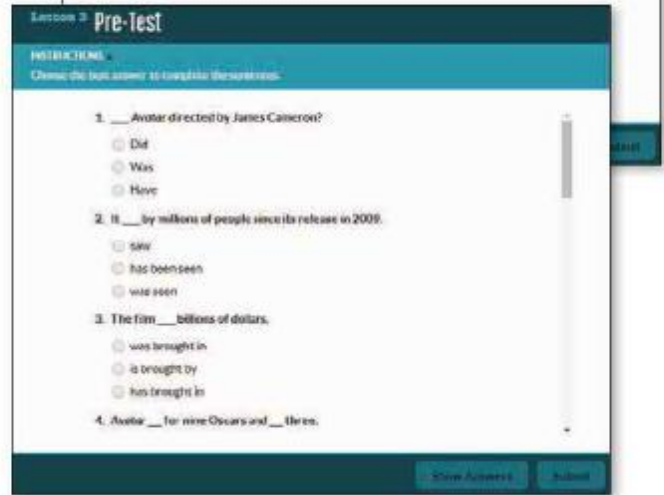 Lesson 3 Pre-Test
INSTRUCTIONS
Choose the best answer to complete the sentences.
1. ___ Avatar directed by James Cameron?
Did
Was
Have
2. It ___ by millions of people since its release in 2009.
saw
has been seen
was seen
3. The film ___ billions of dollars.
was brought in
is brought by
has brought in
4. Avatar ___ for nine Oscars and ___ three.
Show Answers
Submit